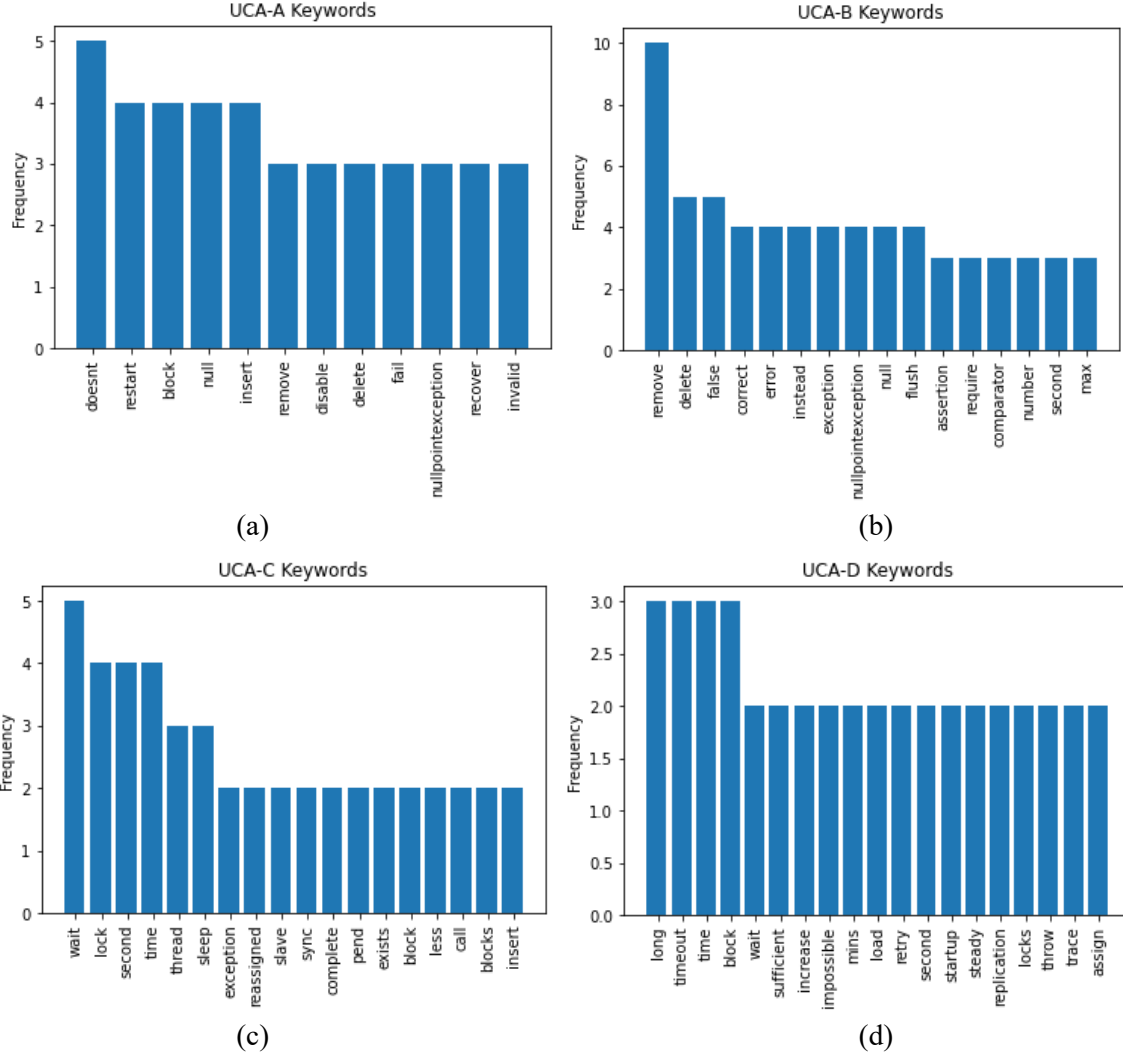 UCA-A Keywords
Frequency
5
4
3
2
1
0
doesnt
restart
block
null
insert
remove
disable
delete
fail
nullpointexception
recover
invalid
(a)
UCA-B Keywords
Frequency
10
8
6
4
2
0
remove
delete
false
correct
error
instead
exception
nullpointexception
null
flush
assertion
require
comparator
number
second
max
(b)
UCA-C Keywords
Frequency
5
4
3
2
1
0
wait
lock
second
time
thread
sleep
exception
reassigned
slave
sync
complete
pend
exists
block
less
call
blocks
insert
(c)
UCA-D Keywords
Frequency
3.0
2.5
2.0
1.5
1.0
0.5
0.0
long
timeout
time
block
wait
sufficient
increase
impossible
mins
load
retry
second
startup
steady
replication
locks
throw
trace
assign
(d)